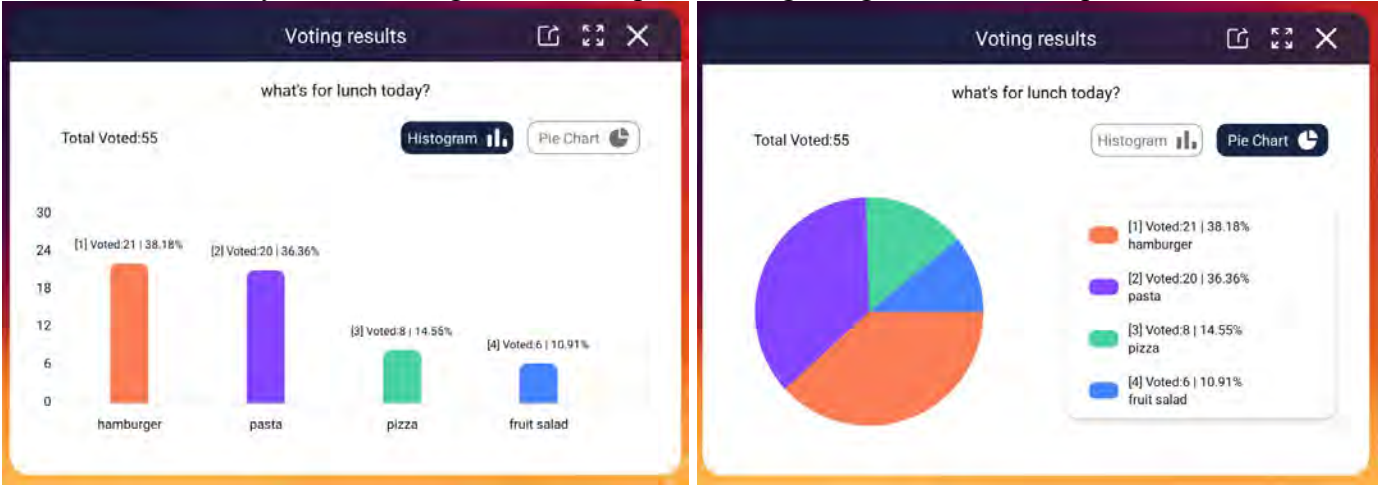 Voting results
what's for lunch today?
Total Voted:55
Histogram
Pie Chart
30
24
18
12
6
0
[1] Voted:21 | 38.18%
[2] Voted:20 | 36.36%
[3] Voted:8 | 14.55%
[4] Voted:6 | 10.91%
hamburger
pasta
pizza
fruit salad
Voting results
what's for lunch today?
Total Voted:55
Histogram
Pie Chart
[1] Voted:21 | 38.18%
hamburger
[2] Voted:20 | 36.36%
pasta
[3] Voted:8 | 14.55%
pizza
[4] Voted:6 | 10.91%
fruit salad